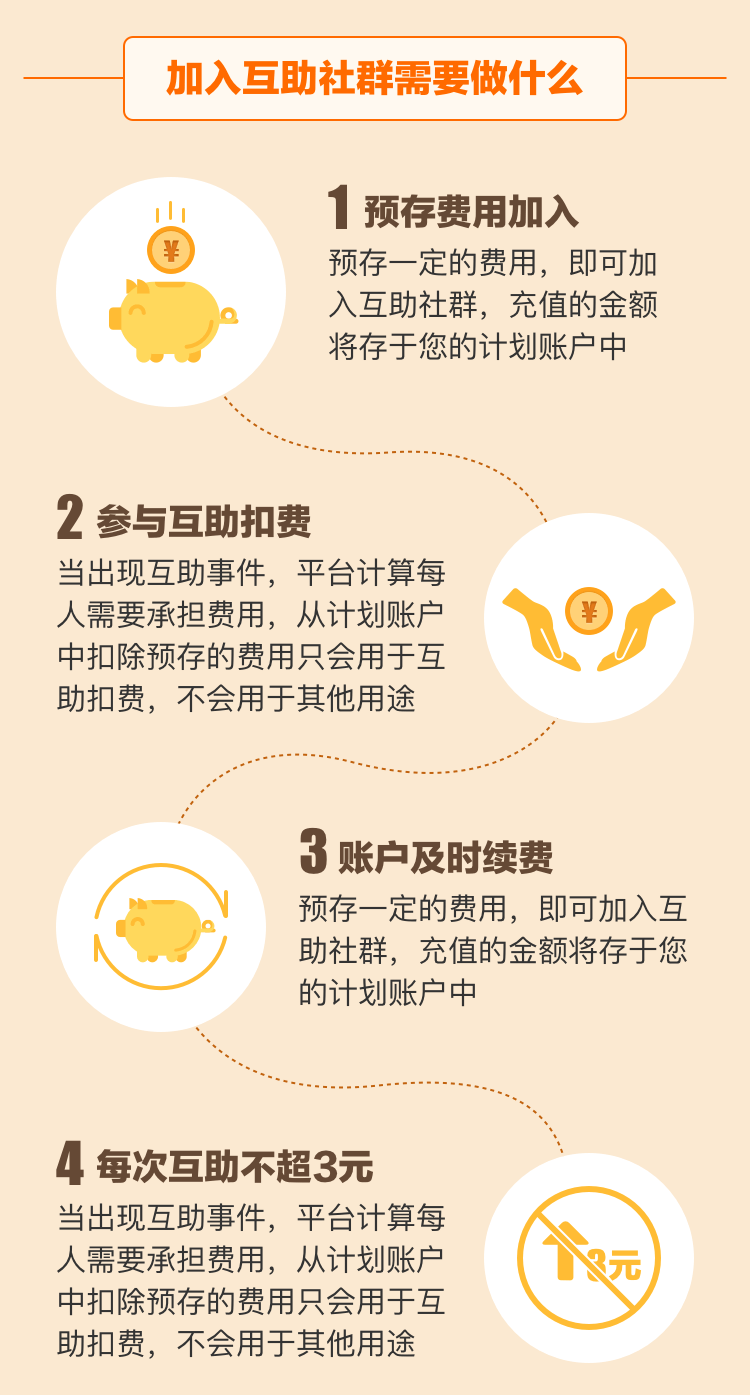 加入互助社群需要做什么
¥
1 预存费用加入
预存一定的费用，即可加
入互助社群，充值的金额
将存于您的计划账户中
2 参与互助扣费
当出现互助事件，平台计算每
人需要承担费用，从计划账户
中扣除预存的费用只会用于互
助扣费，不会用于其他用途
¥
3 账户及时续费
预存一定的费用，即可加入互
助社群，充值的金额将存于您
的计划账户中
4 每次互助不超3元
当出现互助事件，平台计算每
人需要承担费用，从计划账户
中扣除预存的费用只会用于互
助扣费，不会用于其他用途
3元